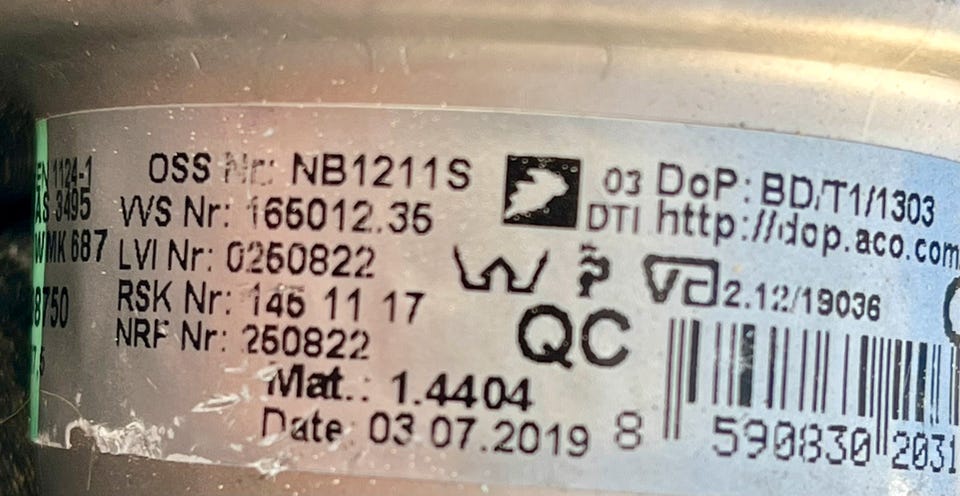 1124-1
AS 3495
WMK 687
8750
OSS Nr: NB1211S
VVS Nr: 165012.35
LVI Nr: 0250822
RSK Nr: 146 11 17
NRF Nr: 250822
Mat.: 1.4404
Date: 03 07.2019
03 DoP: BD/T1/1303
DTI http://dop.aco.com
2.12/19036
QC
8 590830 2031